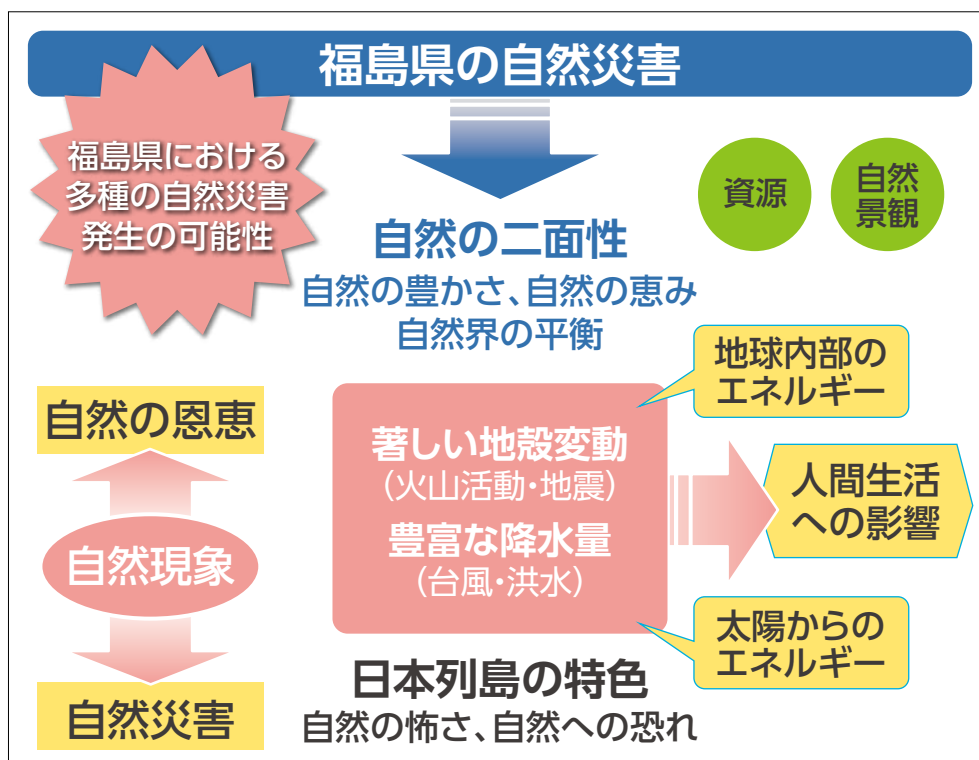 福島県の自然災害
福島県における
多種の自然災害
発生の可能性
資源
自然
景観
自然の二面性
自然の豊かさ、自然の恵み
自然界の平衡
地球内部の
エネルギー
自然の恩恵
著しい地殻変動
（火山活動・地震）
豊富な降水量
（台風・洪水）
人間生活
への影響
自然現象
太陽からの
エネルギー
自然災害
日本列島の特色
自然の怖さ、自然への恐れ